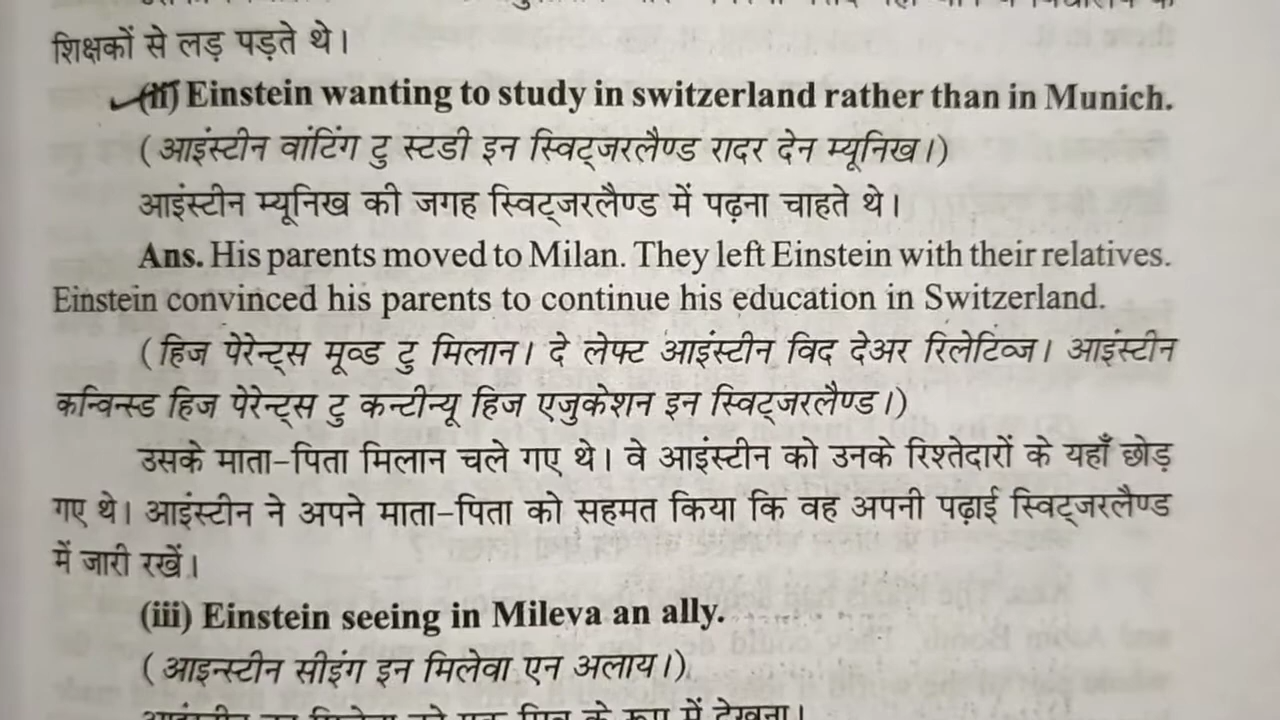 शिक्षकों से लड़ पड़ते थे।
(ii) Einstein wanting to study in switzerland rather than in Munich.
( आइंस्टीन वांटिंग टु स्टडी इन स्विट्जरलैण्ड रादर देन म्यूनिख।)
आइंस्टीन म्यूनिख की जगह स्विट्जरलैण्ड में पढ़ना चाहते थे।
Ans. His parents moved to Milan. They left Einstein with their relatives.
Einstein convinced his parents to continue his education in Switzerland.
( हिज पेरेन्ट्स मूव्ड टु मिलान। दे लेफ्ट आइंस्टीन विद देअर रिलेटिव्ज। आइंस्टीन
कन्विन्स्ड हिज पेरेन्ट्स टु कन्टीन्यू हिज एजुकेशन इन स्विट्जरलैण्ड।)
उसके माता-पिता मिलान चले गए थे। वे आइंस्टीन को उनके रिश्तेदारों के यहाँ छोड़
गए थे। आइंस्टीन ने अपने माता-पिता को सहमत किया कि वह अपनी पढ़ाई स्विट्जरलैण्ड
में जारी रखें।
(iii) Einstein seeing in Mileva an ally.
( आइन्स्टीन सीइंग इन मिलेवा एन अलाय।)
में देखना।